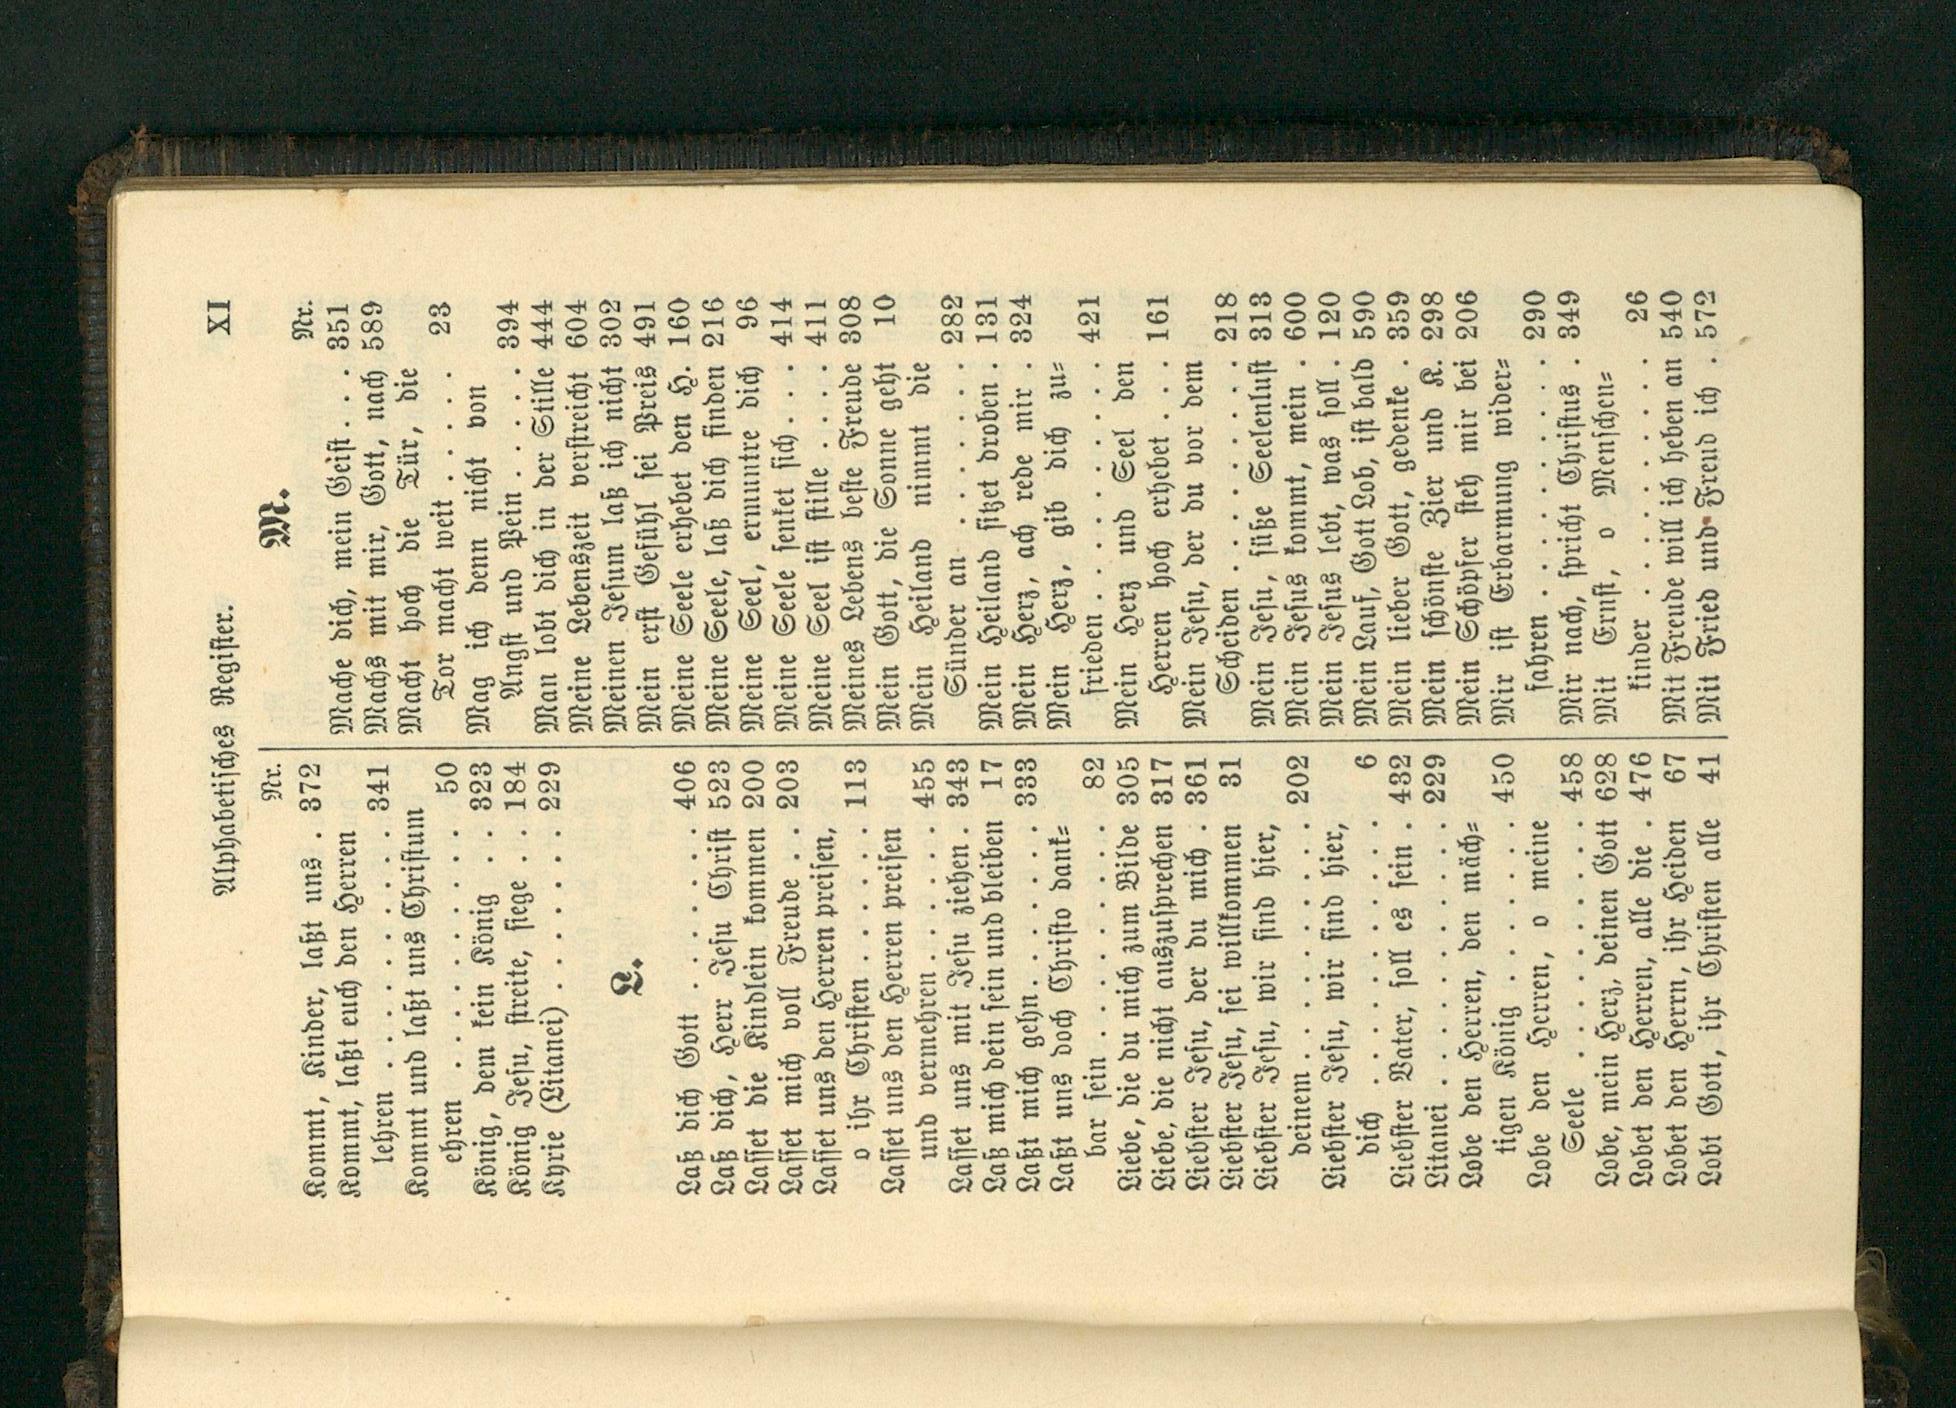 Alphabetisches Register. XI
Nr.
Kommt, Kinder, laßt uns . 372
Kommt, laßt euch den Herren
lehren . . . . . . . . . 341
Kommt und laßt uns Christum
ehren . . . . . . . . . 50
König, dem kein König . . 323
König Jesu, streite, siege . . 184
Kyrie (Litanei) . . . . . . 229
L.
Laß dich Gott . . . . . . 406
Laß dich, Herr Jesu Christ 523
Lasset die Kindlein kommen 200
Lasset mich voll Freude . . 203
Lasset uns den Herren preisen,
o ihr Christen . . . . . . 113
Lasset uns den Herren preisen
und vermehren . . . . . . 455
Lasset uns mit Jesu ziehen . 343
Laß mich dein sein und bleiben 17
Laßt mich gehn . . . . . . 333
Laßt uns doch Christo dank⸗
bar sein . . . . . . . . . 82
Liebe, die du mich zum Bilde 305
Liebe, die nicht auszusprechen 317
Liebster Jesu, der du mich . 361
Liebster Jesu, sei willkommen 31
Liebster Jesu, wir sind hier,
deinem . . . . . . . . . 202
Liebster Jesu, wir sind hier,
dich . . . . . . . . . . 6
Liebster Vater, soll es sein . 432
Litanei . . . . . . . . . . 229
Lobe den Herren, den mäch⸗
tigen König . . . . . . . 450
Lobe den Herren, o meine
Seele . . . . . . . . . . 458
Lobe, mein Herz, deinen Gott 628
Lobet den Herren, alle die . 476
Lobet den Herrn, ihr Heiden 67
Lobt Gott, ihr Christen alle 41
M.
Nr.
Mache dich, mein Geist . . . 351
Machs mit mir, Gott, nach 589
Macht hoch die Tür, die
Tor macht weit . . . . . 23
Mag ich denn nicht von
Angst und Pein . . . . . 394
Man lobt dich in der Stille 444
Meine Lebenszeit verstreicht 604
Meinen Jesum laß ich nicht 302
Mein erst Gefühl sei Preis 491
Meine Seele erhebet den H. 160
Meine Seele, laß dich finden 216
Meine Seel, ermuntre dich 96
Meine Seele senket sich . . . 414
Meine Seel ist stille . . . . 411
Meines Lebens beste Freude 308
Mein Gott, die Sonne geht 10
Mein Heiland nimmt die
Sünder an . . . . . . . 282
Mein Heiland sitzet droben . 131
Mein Herz, ach rede mir . 324
Mein Herz, gib dich zu⸗
frieden . . . . . . . . . 421
Mein Herz und Seel den
Herren hoch erhebet . . . 161
Mein Jesu, der du vor dem
Scheiden . . . . . . . . 218
Mein Jesu, süße Seelenlust 313
Mein Jesus kommt, mein . 600
Mein Jesus lebt, was soll . 120
Mein Lauf, Gott Lob, ist bald 590
Mein lieber Gott, gedenke . 359
Mein schönste Zier und K. 298
Mein Schöpfer steh mir bei 206
Mir ist Erbarmung wider⸗
fahren . . . . . . . . . 290
Mir nach, spricht Christus . 349
Mit Ernst, o Menschen⸗
kinder . . . . . . . . . 26
Mit Freude will ich heben an 540
Mit Fried und Freud ich . 572